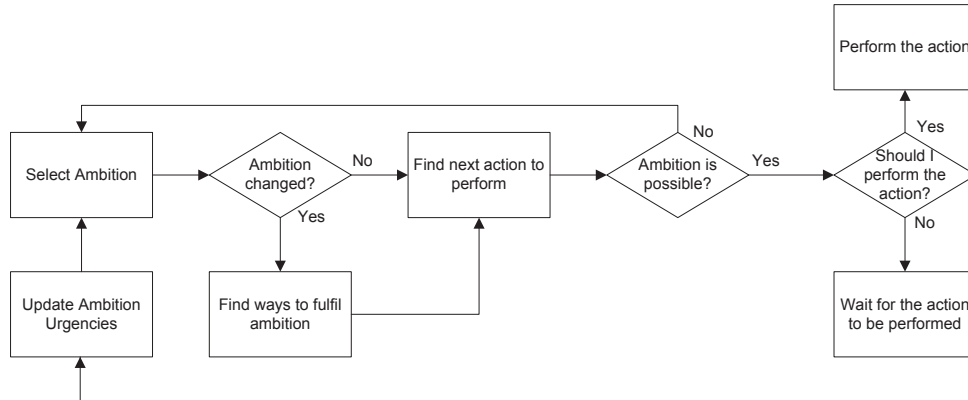 Perform the action
Yes
No
Select Ambition
Ambition
changed?
No
Find next action to
perform
Ambition is
possible?
Yes
Should I
perform the
action?
Yes
No
Update Ambition
Urgencies
Find ways to fulfil
ambition
Wait for the action
to be performed